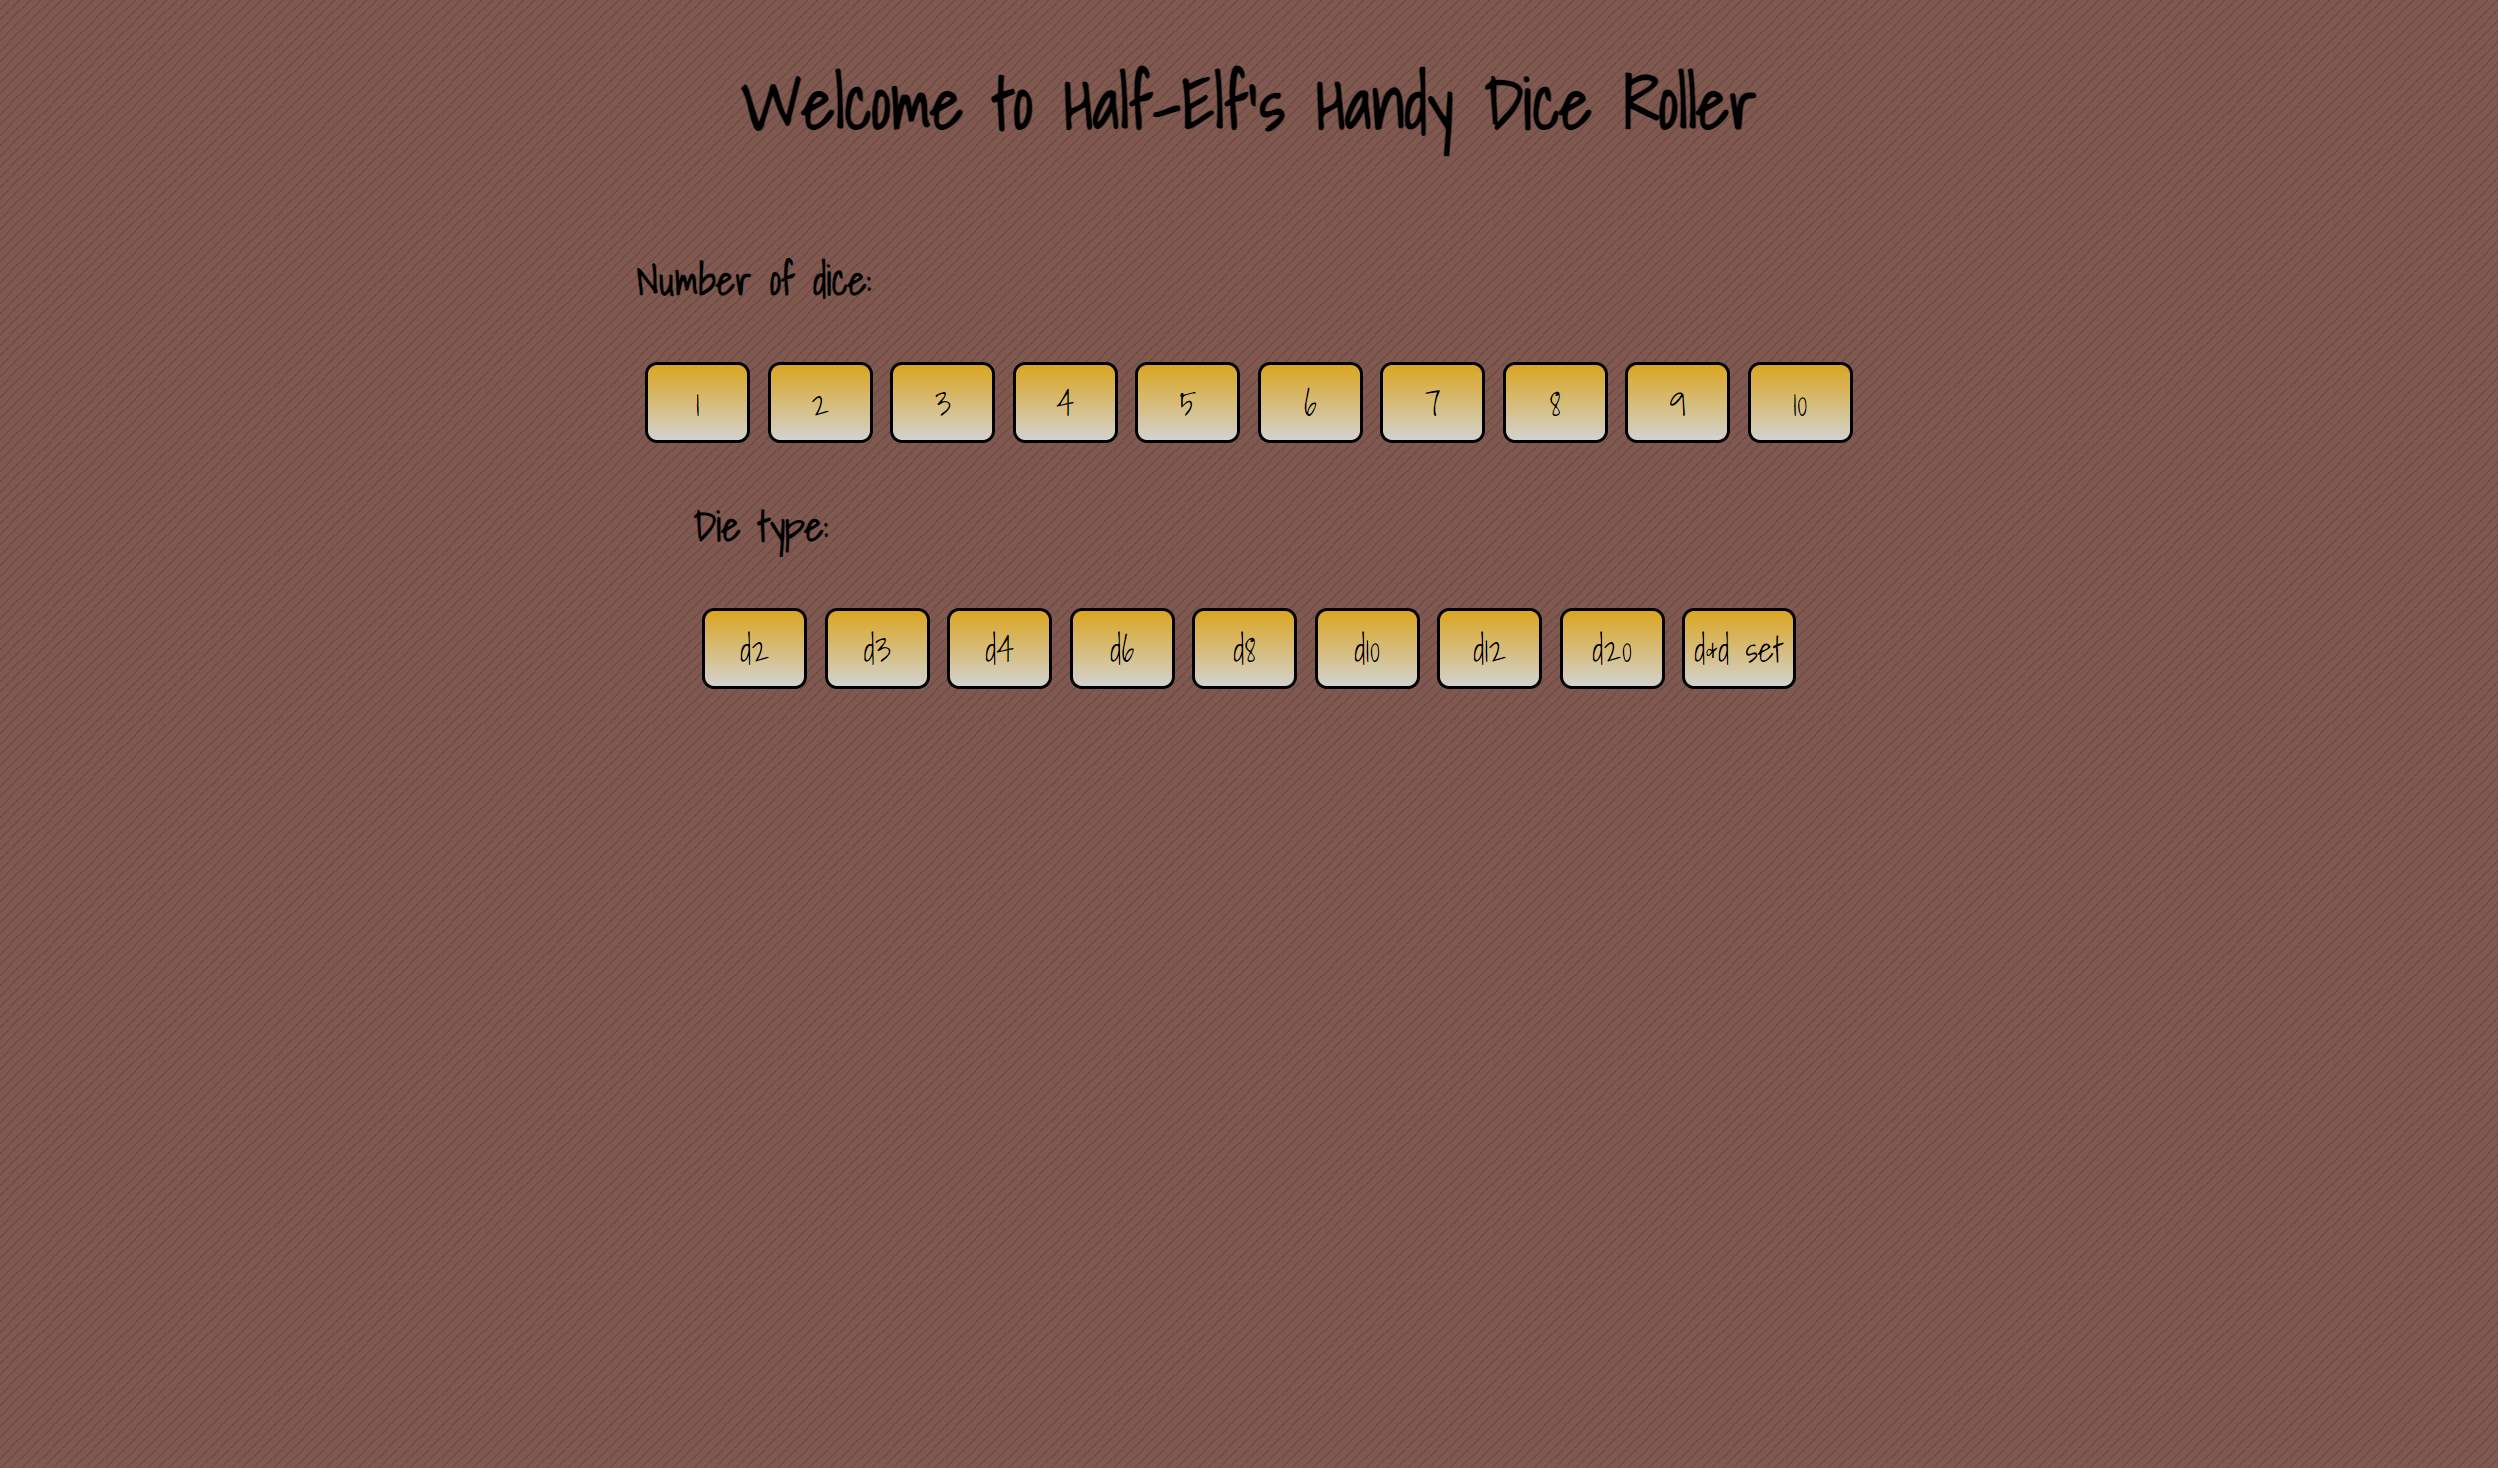 Welcome to Half-Elf's Handy Dice Roller
Number of dice:
1 2 3 4 5 6 7 8 9 10
Die type:
d2 d3 d4 d6 d8 d10 d12 d20 d&d set